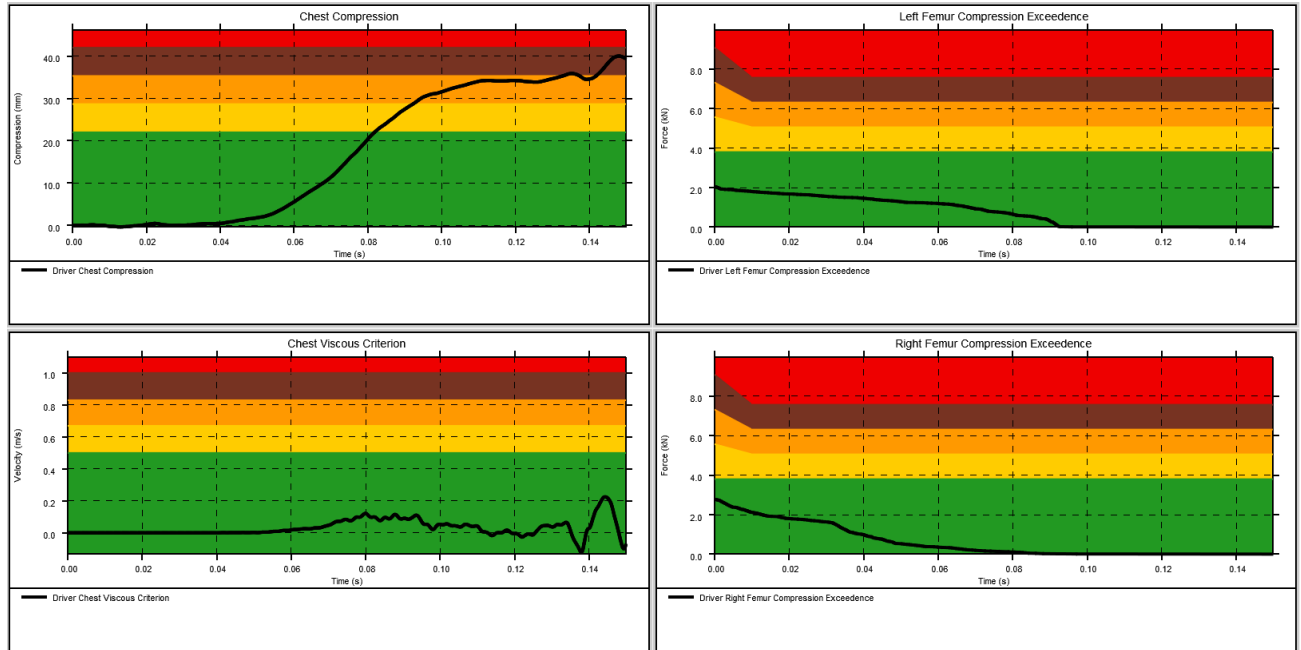 Chest Compression
Compression (mm)
40.0
30.0
20.0
10.0
0.0
0.00 0.02 0.04 0.06 0.08 0.10 0.12 0.14
Time (s)
Driver Chest Compression
Left Femur Compression Exceedence
Force (kN)
8.0
6.0
4.0
2.0
0.0
0.00 0.02 0.04 0.06 0.08 0.10 0.12 0.14
Time (s)
Driver Left Femur Compression Exceedence
Chest Viscous Criterion
Velocity (m/s)
1.0
0.8
0.6
0.4
0.2
0.0
0.00 0.02 0.04 0.06 0.08 0.10 0.12 0.14
Time (s)
Driver Chest Viscous Criterion
Right Femur Compression Exceedence
Force (kN)
8.0
6.0
4.0
2.0
0.0
0.00 0.02 0.04 0.06 0.08 0.10 0.12 0.14
Time (s)
Driver Right Femur Compression Exceedence